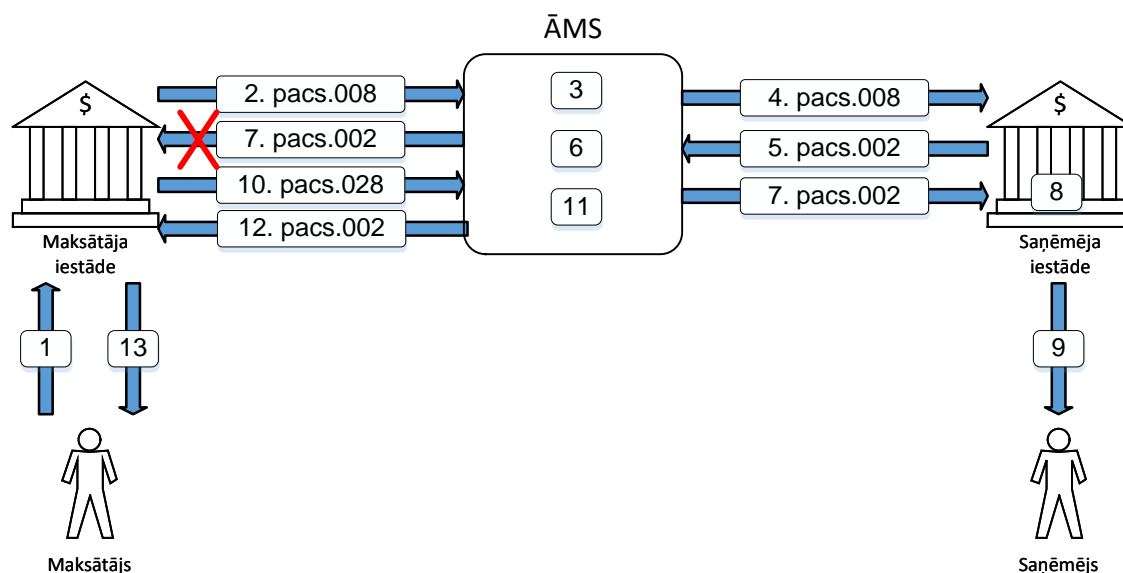 ĀMS
$
2. pacs.008
3
4. pacs.008
$
7. pacs.002
6
5. pacs.002
10. pacs.028
11
7. pacs.002
8
12. pacs.002
Maksātāja
iestāde
Saņēmēja
iestāde
1
13
9
Maksātājs
Saņēmējs